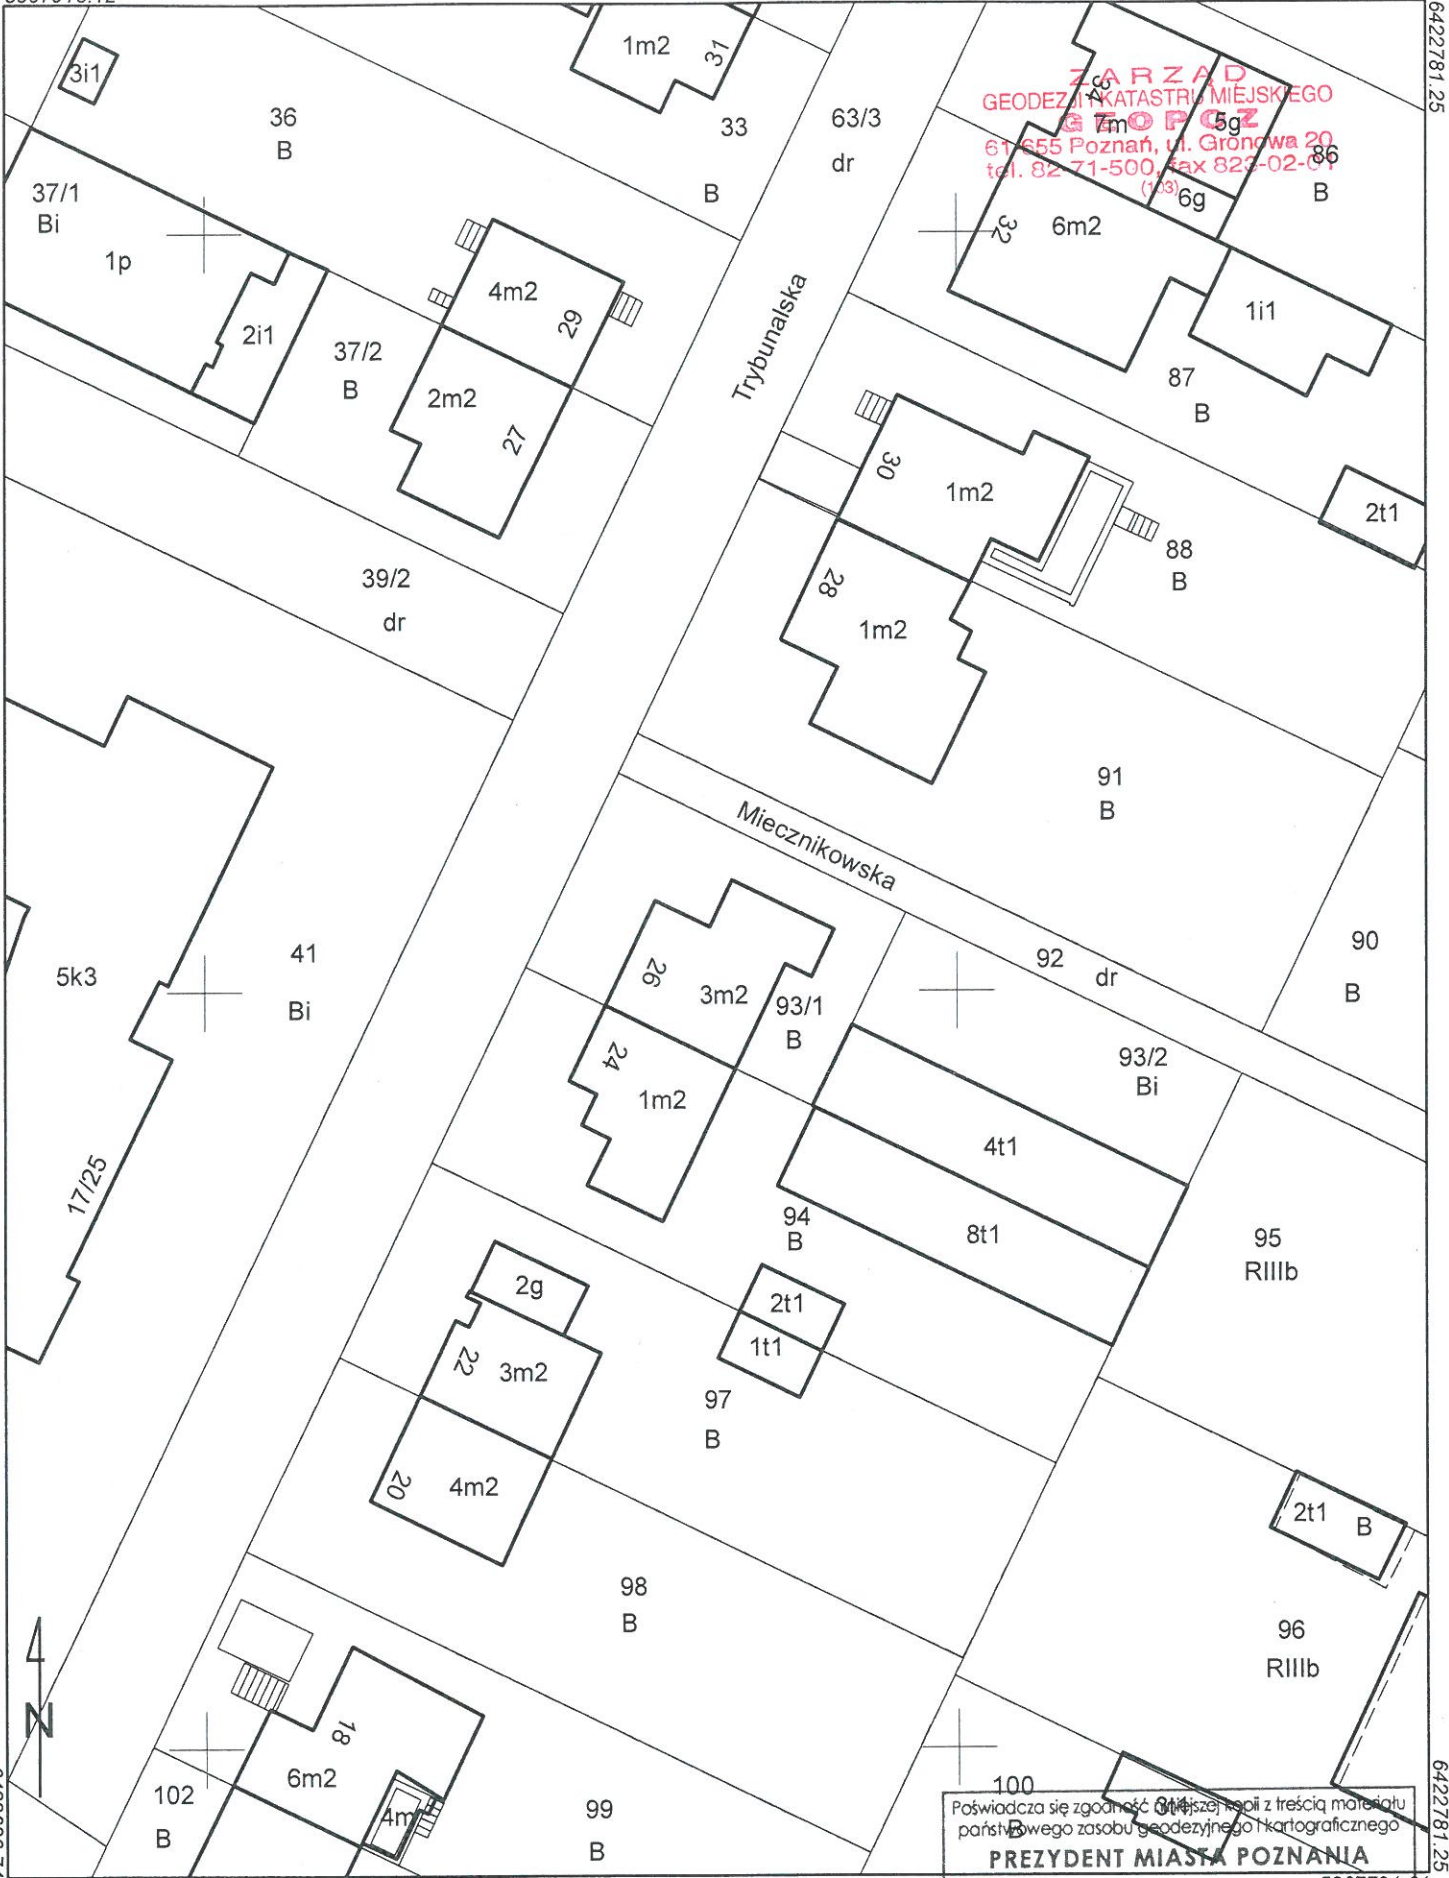 6422781.25
3i1
1m2
31
36
B
33
B
63/3
dr
ZARZĄD
GEODEZJI I KATASTRU MIEJSKIEGO
GEOPOZ
61-655 Poznań, ul. Gronowa 20
tel. 82-71-500, fax 823-02-01
(103)
34
7m
5g
86
B
6g
37/1
Bi
1p
2i1
37/2
B
4m2
29
2m2
27
Trybunalska
32
6m2
1i1
87
B
30
1m2
2t1
88
B
28
1m2
39/2
dr
91
B
Miecznikowska
90
B
92
dr
5k3
41
Bi
26
3m2
93/1
B
24
1m2
93/2
Bi
4t1
17/25
94
B
8t1
95
RIIIb
2g
2t1
1t1
22
3m2
97
B
20
4m2
2t1
B
98
B
96
RIIIb
N
18
6m2
4m
102
B
99
B
100
B
3t1
Poświadcza się zgodność niniejszej kopii z treścią materiału
państwowego zasobu geodezyjnego i kartograficznego
PREZYDENT MIASTA POZNANIA
6422781.25